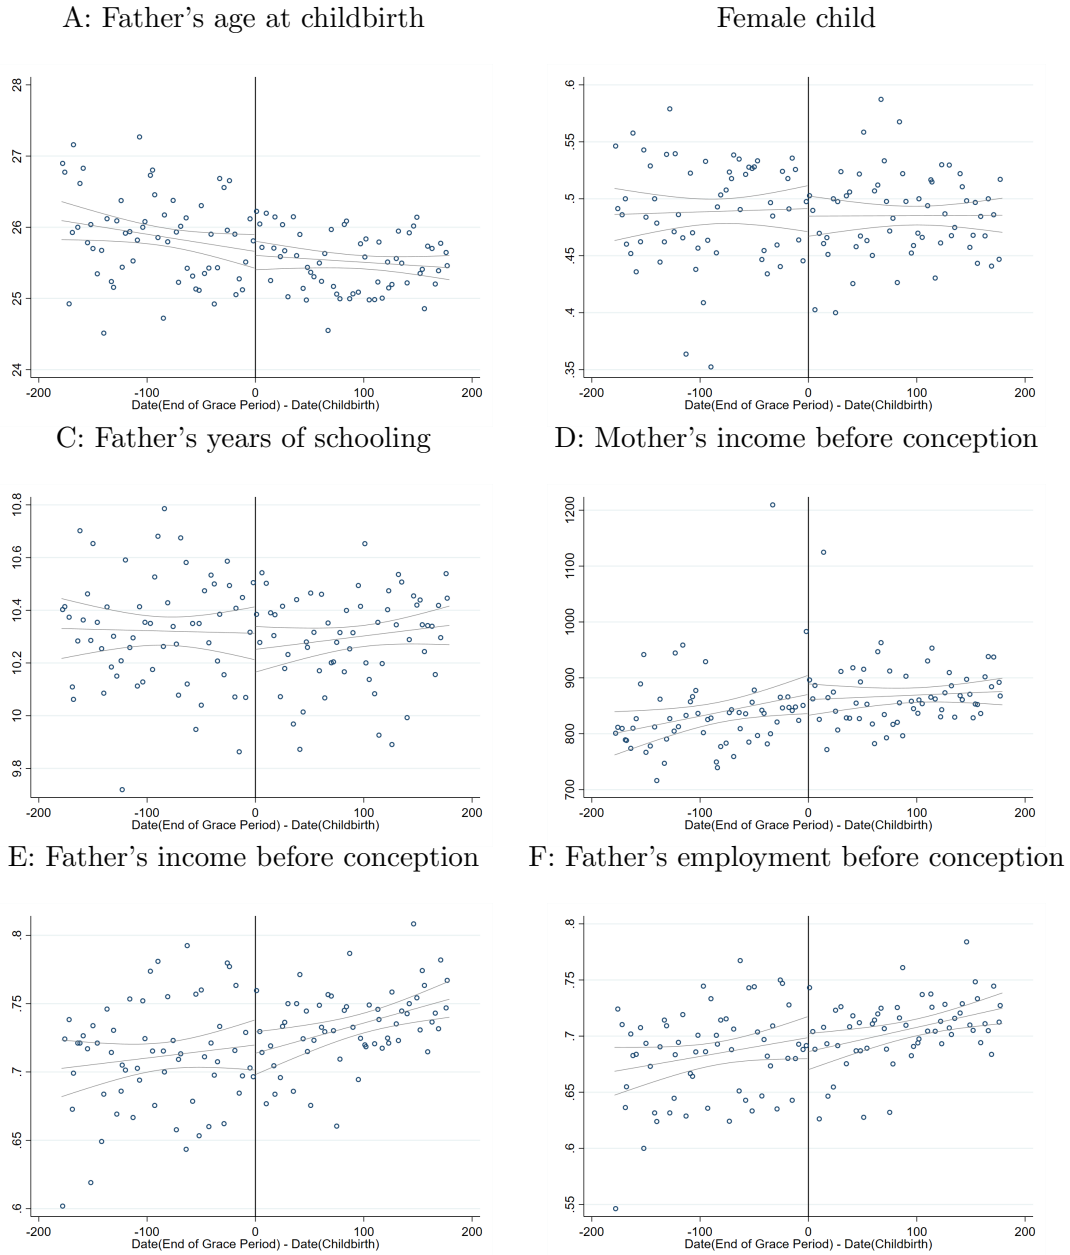 A: Father's age at childbirth
Female child
28
27
26
25
24
-200 -100 0 100 200
Date(End of Grace Period) - Date(Childbirth)
.6
.55
.5
.45
.4
.35
-200 -100 0 100 200
Date(End of Grace Period) - Date(Childbirth)
C: Father's years of schooling
D: Mother's income before conception
10.8
10.6
10.4
10.2
10
9.8
-200 -100 0 100 200
Date(End of Grace Period) - Date(Childbirth)
1200
1100
1000
900
800
700
-200 -100 0 100 200
Date(End of Grace Period) - Date(Childbirth)
E: Father's income before conception
F: Father's employment before conception
.8
.75
.7
.65
.6
-200 -100 0 100 200
Date(End of Grace Period) - Date(Childbirth)
.8
.75
.7
.65
.6
.55
-200 -100 0 100 200
Date(End of Grace Period) - Date(Childbirth)